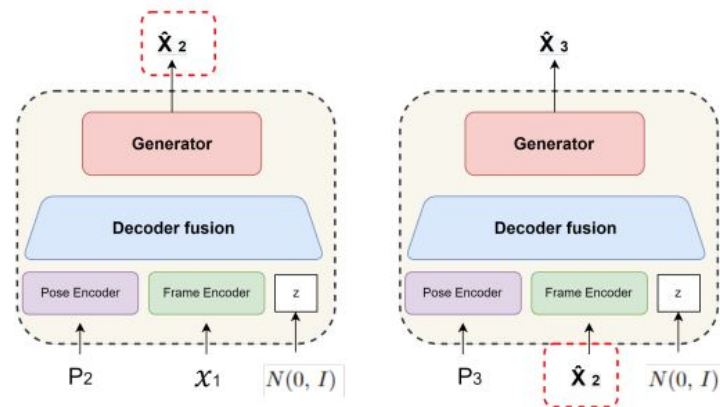 X̂ 2
Generator
Decoder fusion
Pose Encoder
Frame Encoder
z
P2
x1
N(0, I)
X̂ 3
Generator
Decoder fusion
Pose Encoder
Frame Encoder
z
P3
X̂ 2
N(0, I)